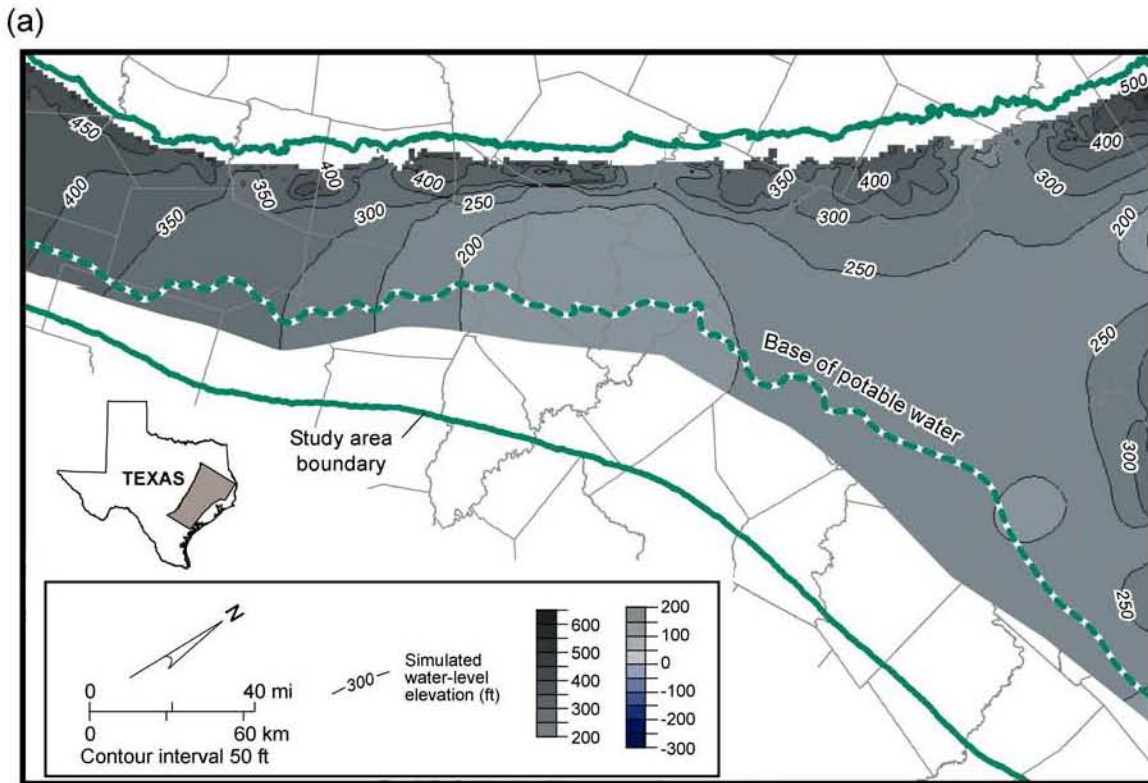 (a)
500
450
400
350
400
400
350
400
400
300
350
300
250
300
200
200
250
250
Base of potable water
300
250
Study area
boundary
TEXAS
N
0 40 mi
0 60 km
Contour interval 50 ft
300
Simulated
water-level
elevation (ft)
600
500
400
300
200
200
100
0
-100
-200
-300